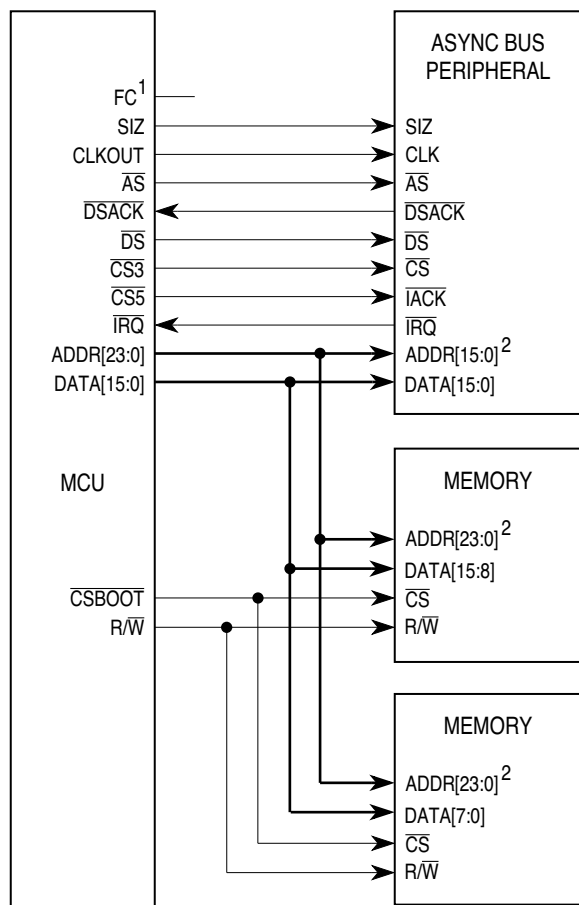 ASYNC BUS
PERIPHERAL
FC1
SIZ
CLKOUT
AS
DSACK
DS
CS3
CS5
IRQ
ADDR[23:0]
DATA[15:0]
SIZ
CLK
AS
DSACK
DS
CS
IACK
IRQ
ADDR[15:0]2
DATA[15:0]
MCU
CSBOOT
R/W
MEMORY
ADDR[23:0]2
DATA[15:8]
CS
R/W
MEMORY
ADDR[23:0]2
DATA[7:0]
CS
R/W